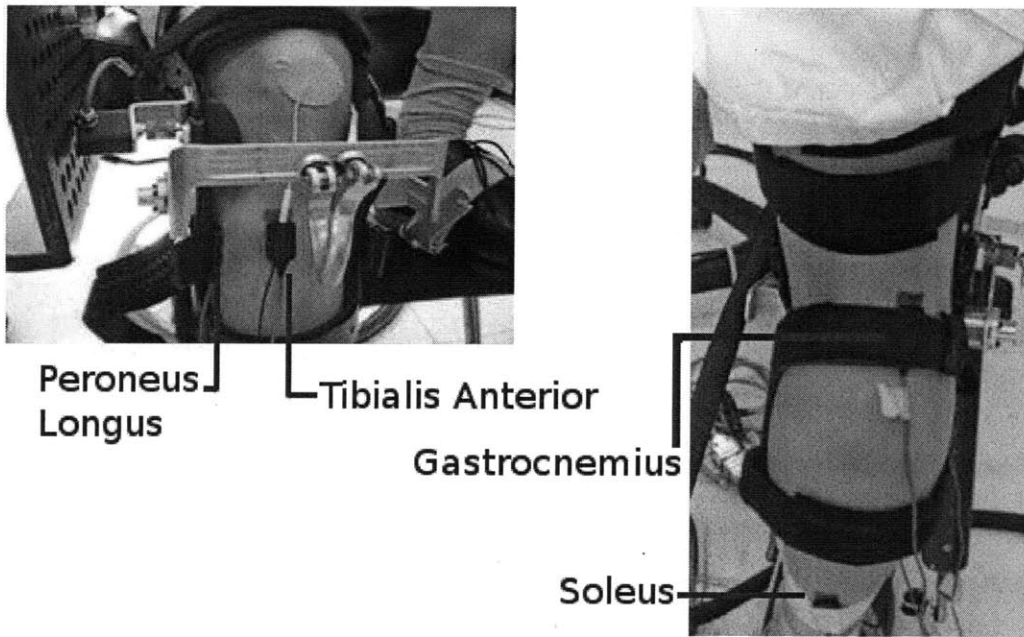 Peroneus
Longus
Tibialis Anterior
Gastrocnemius
Soleus